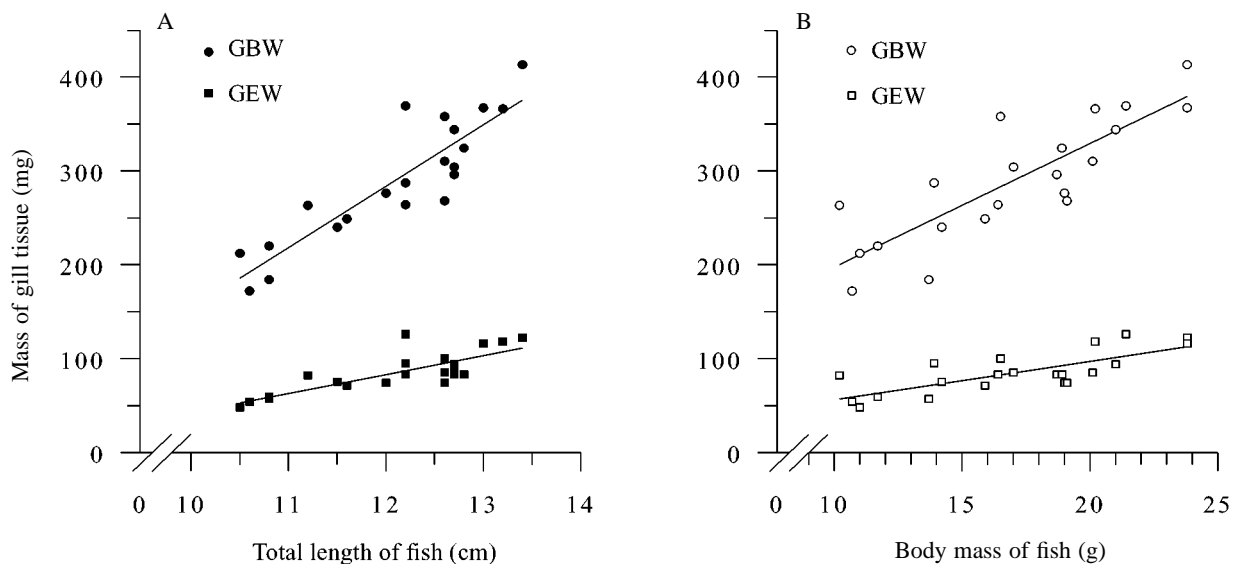 A
GBW
GEW
Mass of gill tissue (mg)
400
300
200
100
0
0 10 11 12 13 14
Total length of fish (cm)
B
GBW
GEW
400
300
200
100
0
0 10 15 20 25
Body mass of fish (g)